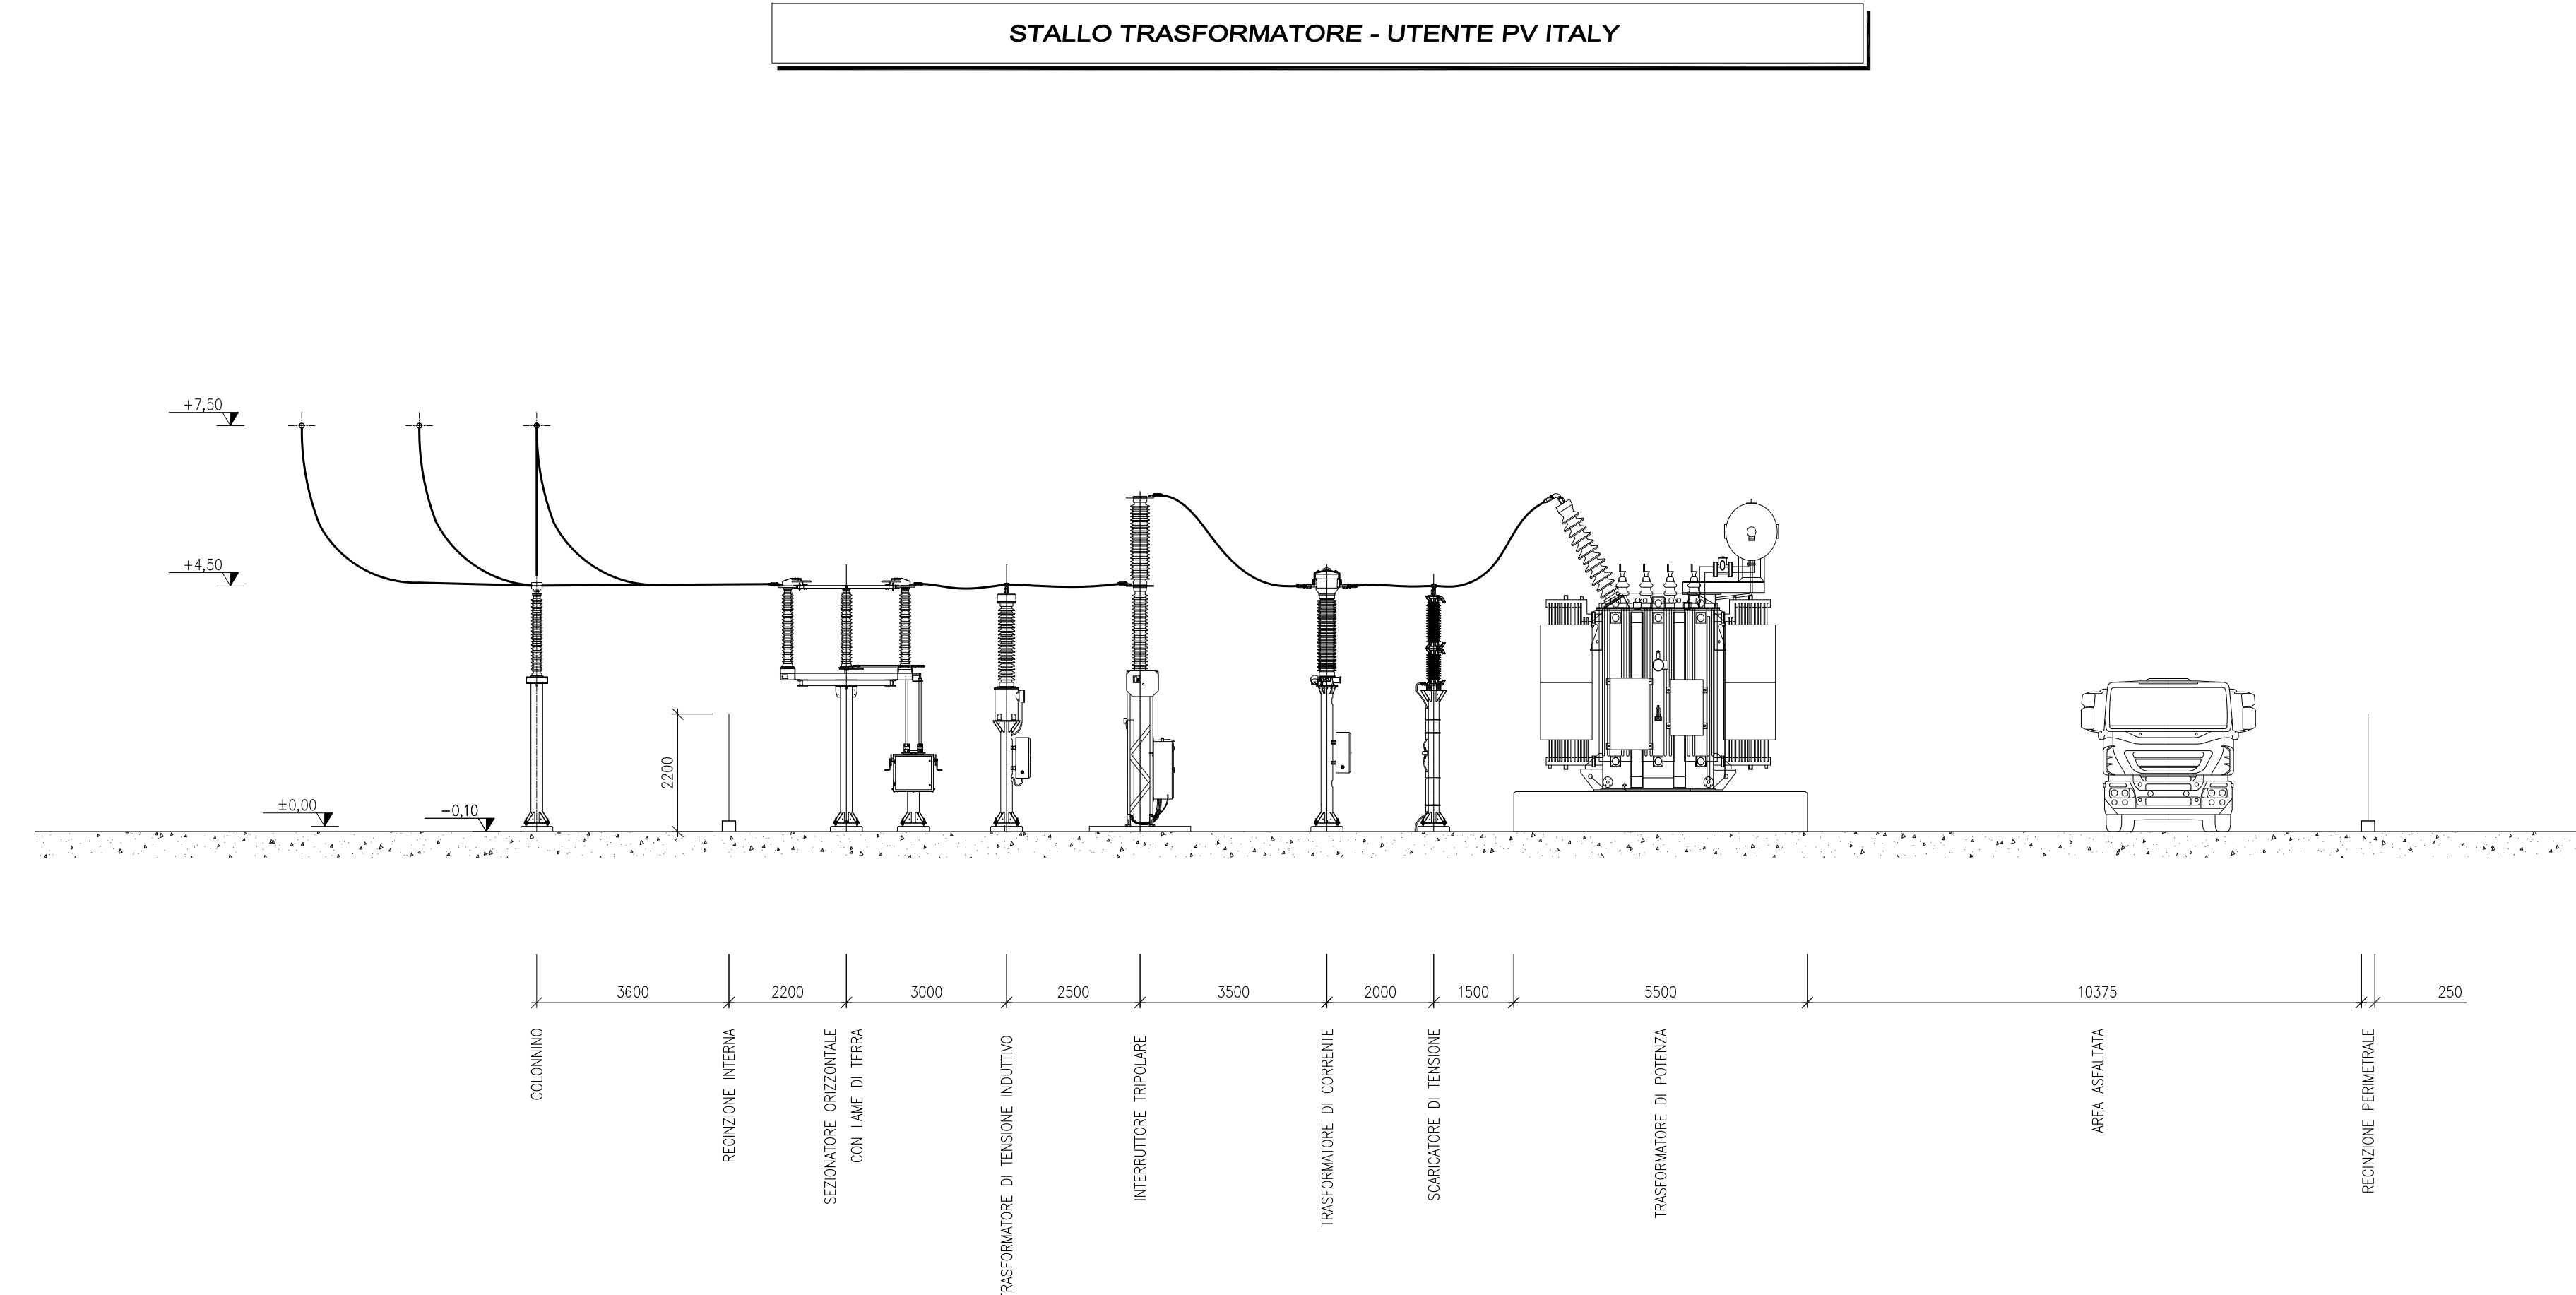 STALLO TRASFORMATORE - UTENTE PV ITALY
+7,50
+4,50
2200
±0,00
-0,10
3600
2200
3000
2500
3500
2000
1500
5500
10375
250
COLONNINO
RECINZIONE INTERNA
SEZIONATORE ORIZZONTALE
CON LAME DI TERRA
TRASFORMATORE DI TENSIONE INDUTTIVO
INTERRUTTORE TRIPOLARE
TRASFORMATORE DI CORRENTE
SCARICATORE DI TENSIONE
TRASFORMATORE DI POTENZA
AREA ASFALTATA
RECINZIONE PERIMETRALE